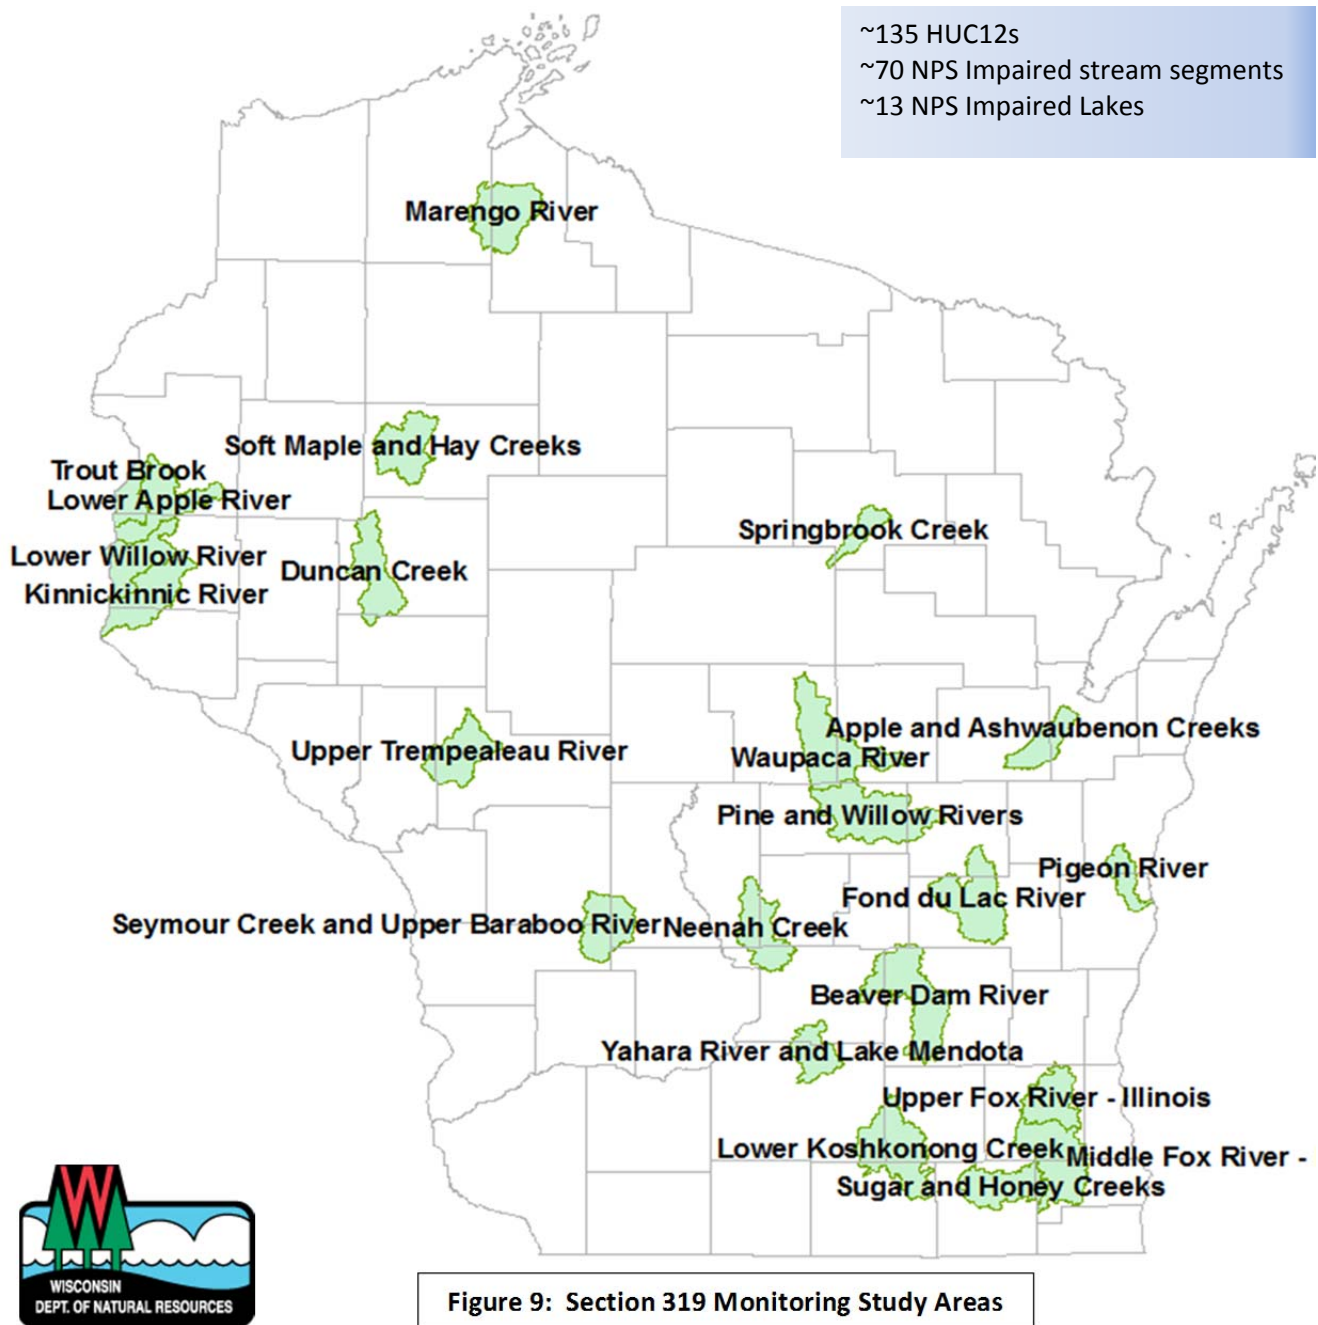 ~135 HUC12s
~70 NPS Impaired stream segments
~13 NPS Impaired Lakes
Marengo River
Soft Maple and Hay Creeks
Trout Brook
Lower Apple River
Springbrook Creek
Lower Willow River
Duncan Creek
Kinnickinnic River
Apple and Ashwaubenon Creeks
Upper Trempealeau River
Waupaca River
Pine and Willow Rivers
Pigeon River
Fond du Lac River
Seymour Creek and Upper Baraboo River
Neenah Creek
Beaver Dam River
Yahara River and Lake Mendota
Upper Fox River - Illinois
Lower Koshkonong Creek
Middle Fox River -
Sugar and Honey Creeks
W
WISCONSIN
DEPT. OF NATURAL RESOURCES
Figure 9: Section 319 Monitoring Study Areas